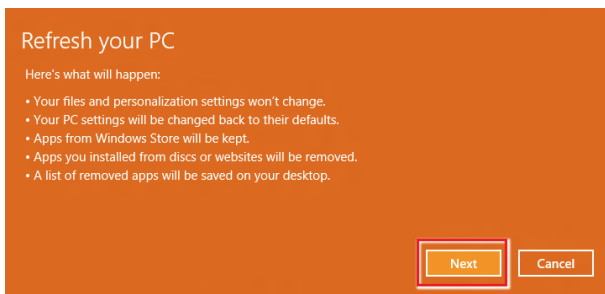 Refresh your PC
Here's what will happen:
• Your files and personalization settings won't change.
• Your PC settings will be changed back to their defaults.
• Apps from Windows Store will be kept.
• Apps you installed from discs or websites will be removed.
• A list of removed apps will be saved on your desktop.
Next Cancel